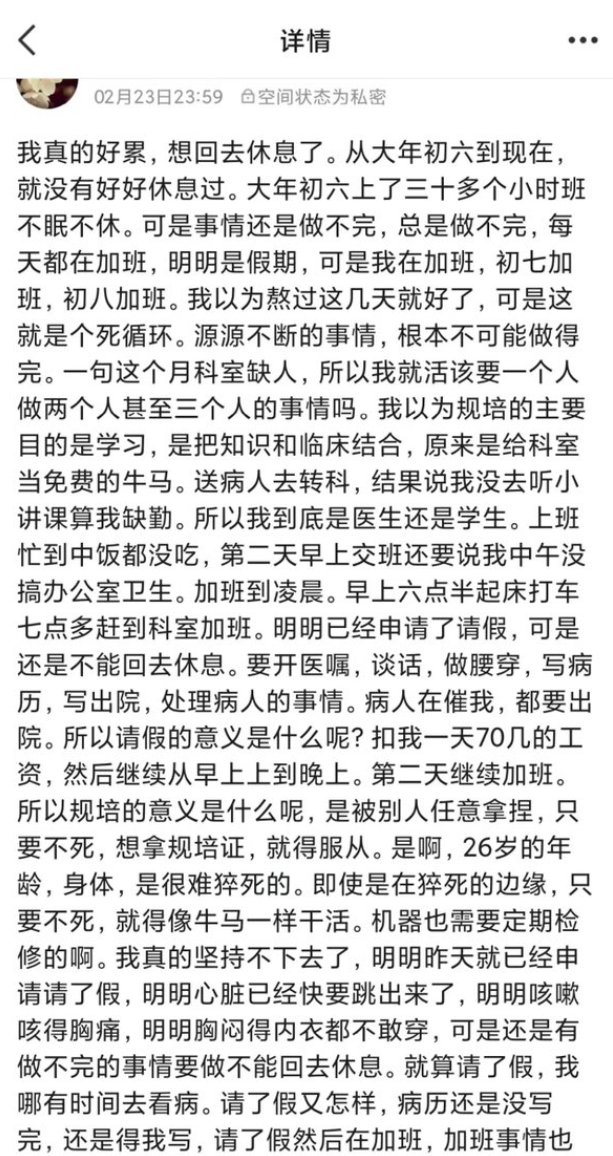 详情
02月23日23:59 空间状态为私密
我真的好累，想回去休息了。从大年初六到现在，
就没有好好休息过。大年初六上了三十多个小时班
不眠不休。可是事情还是做不完，总是做不完，每
天都在加班，明明是假期，可是我在加班，初七加
班，初八加班。我以为熬过这几天就好了，可是这
就是个死循环。源源不断的事情，根本不可能做得
完。一句这个月科室缺人，所以我就活该要一个人
做两个人甚至三个人的事情吗。我以为规培的主要
目的是学习，是把知识和临床结合，原来是给科室
当免费的牛马。送病人去转科，结果说我没去听小
讲课算我缺勤。所以我到底是医生还是学生。上班
忙到中饭都没吃，第二天早上交班还要说我中午没
搞办公室卫生。加班到凌晨。早上六点半起床打车
七点多赶到科室加班。明明已经申请了请假，可是
还是不能回去休息。要开医嘱，谈话，做腰穿，写病
历，写出院，处理病人的事情。病人在催我，都要出
院。所以请假的意义是什么呢？扣我一天70几的工
资，然后继续从早上上到晚上。第二天继续加班。
所以规培的意义是什么呢，是被别人任意拿捏，只
要不死，想拿规培证，就得服从。是啊，26岁的年
龄，身体，是很难猝死的。即使是在猝死的边缘，只
要不死，就得像牛马一样干活。机器也需要定期检
修的啊。我真的坚持不下去了，明明昨天就已经申
请请了假，明明心脏已经快要跳出来了，明明咳嗽
咳得胸痛，明明胸闷得内衣都不敢穿，可是还是有
做不完的事情要做不能回去休息。就算请了假，我
哪有时间去看病。请了假又怎样，病历还是没写
完，还是得我写，请了假然后在加班，加班事情也